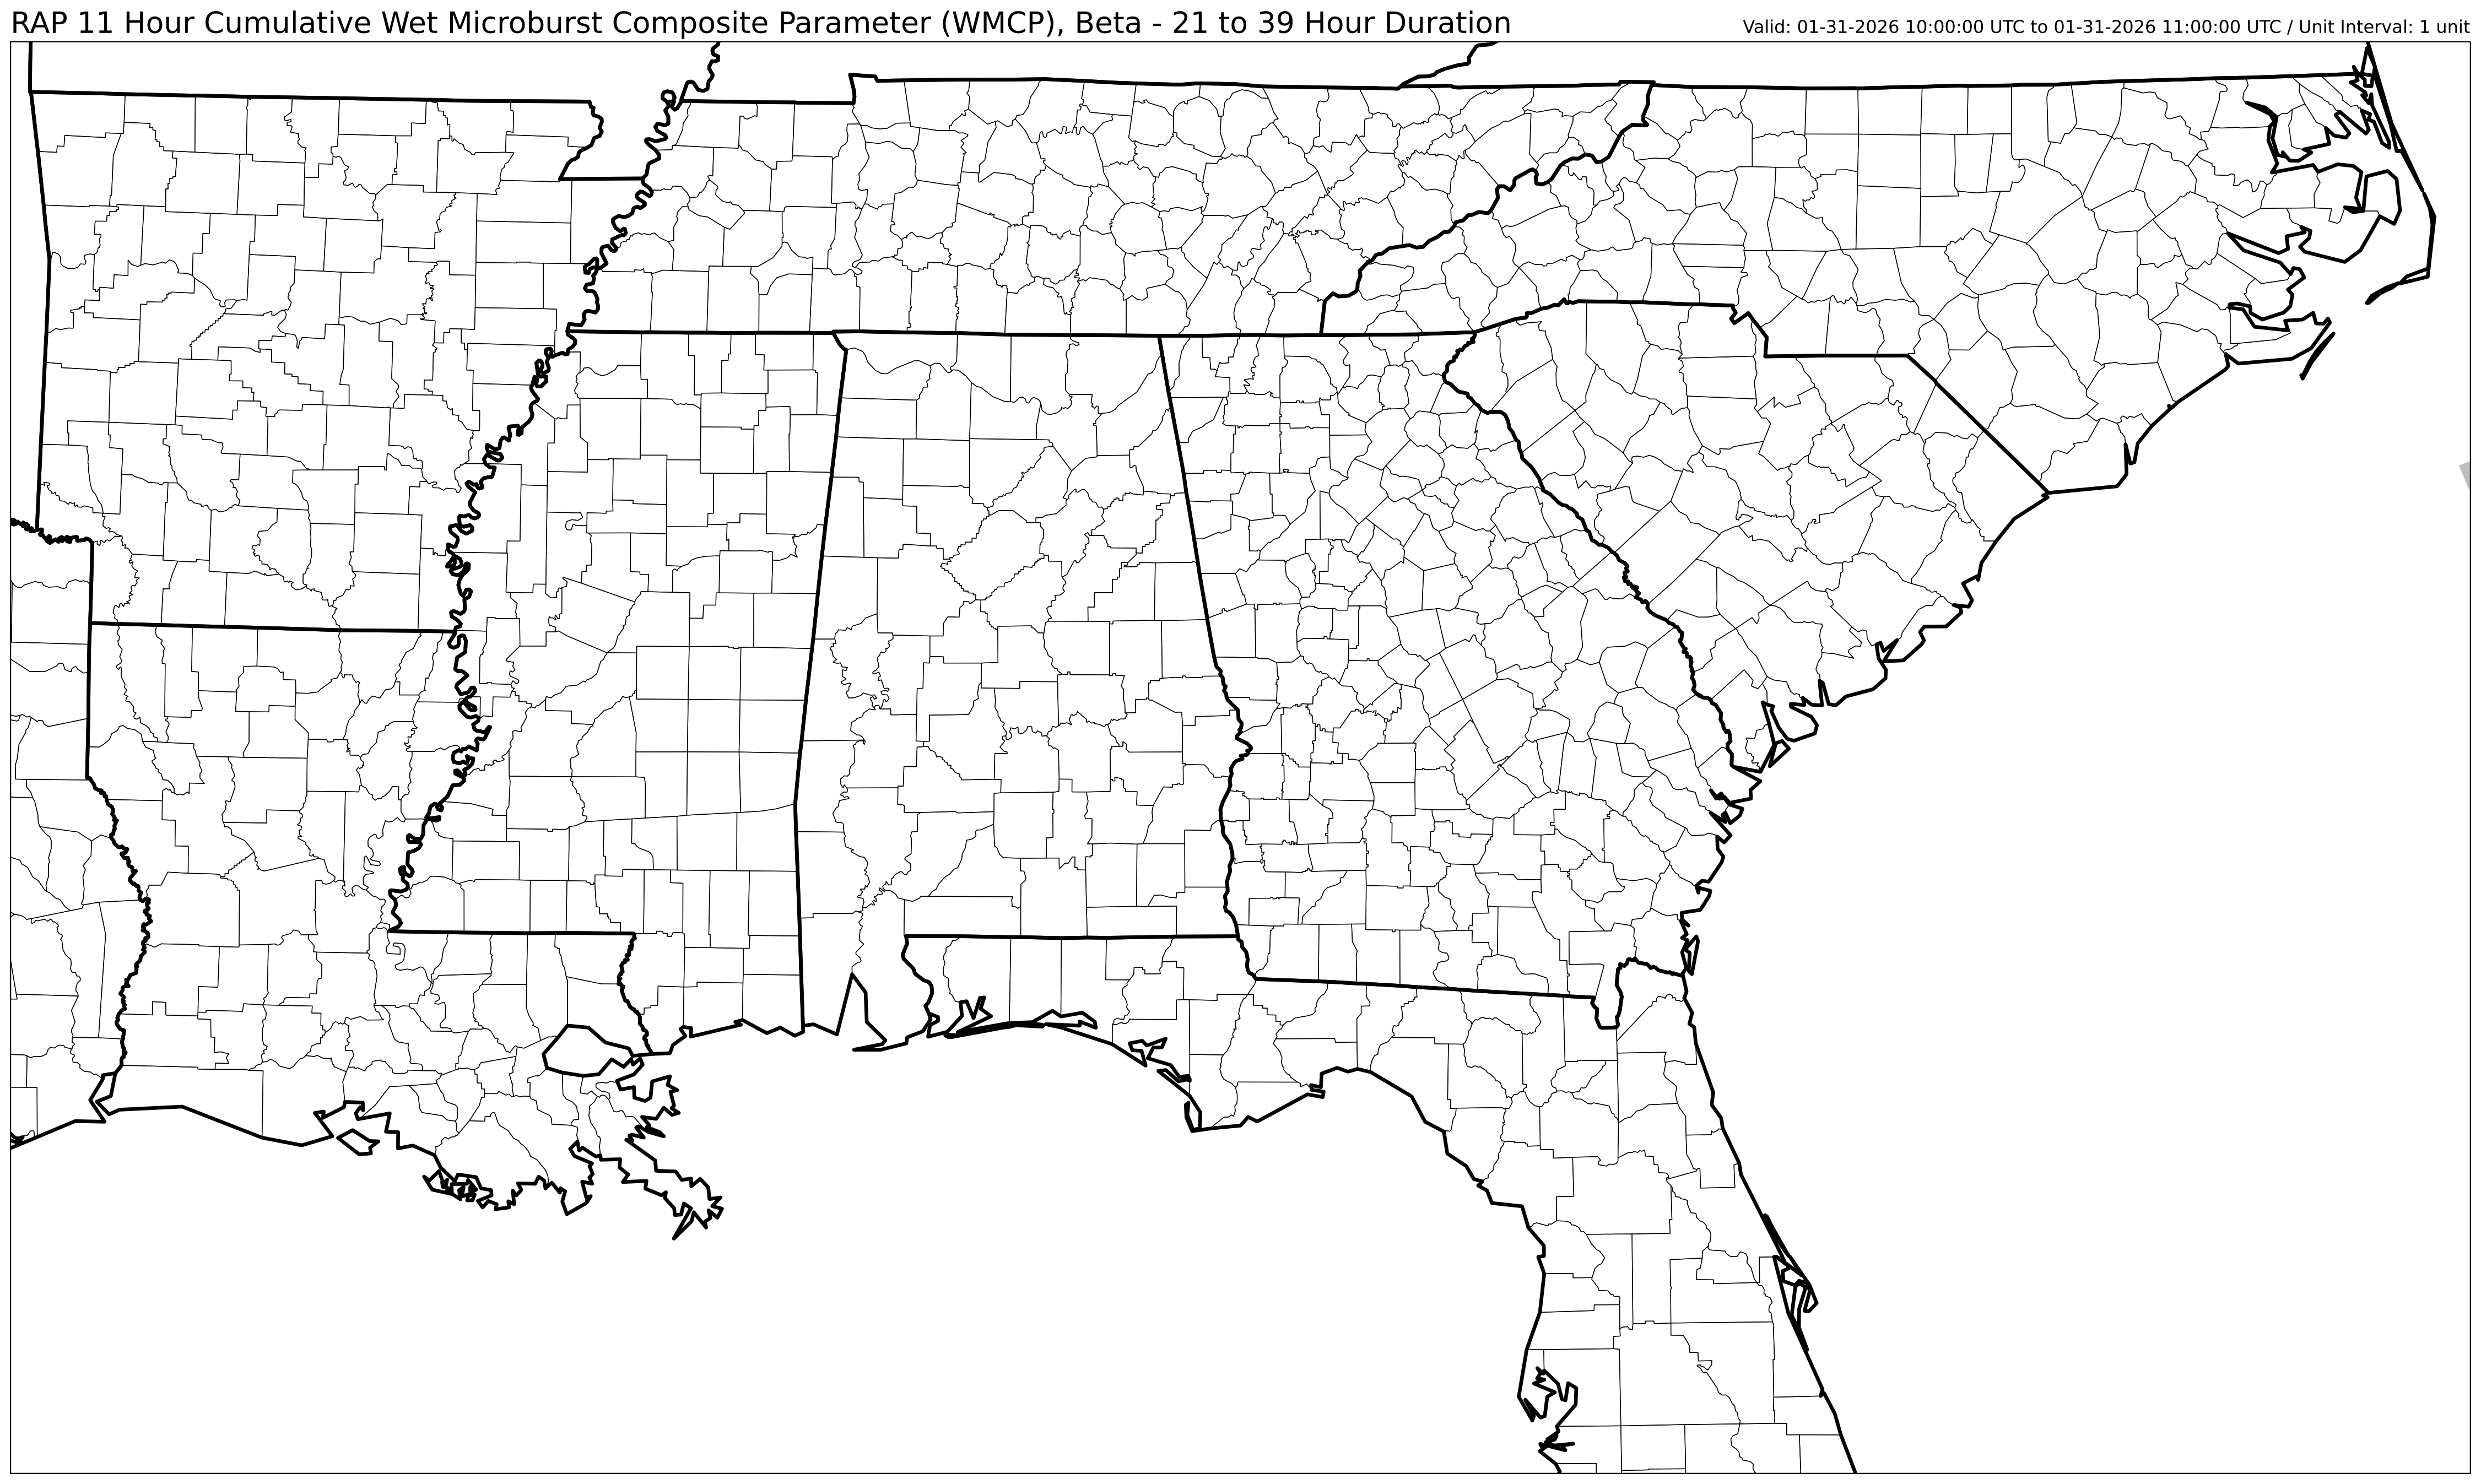 RAP 11 Hour Cumulative Wet Microburst Composite Parameter (WMCP), Beta - 21 to 39 Hour Duration
Valid: 01-31-2026 10:00:00 UTC to 01-31-2026 11:00:00 UTC / Unit Interval: 1 unit